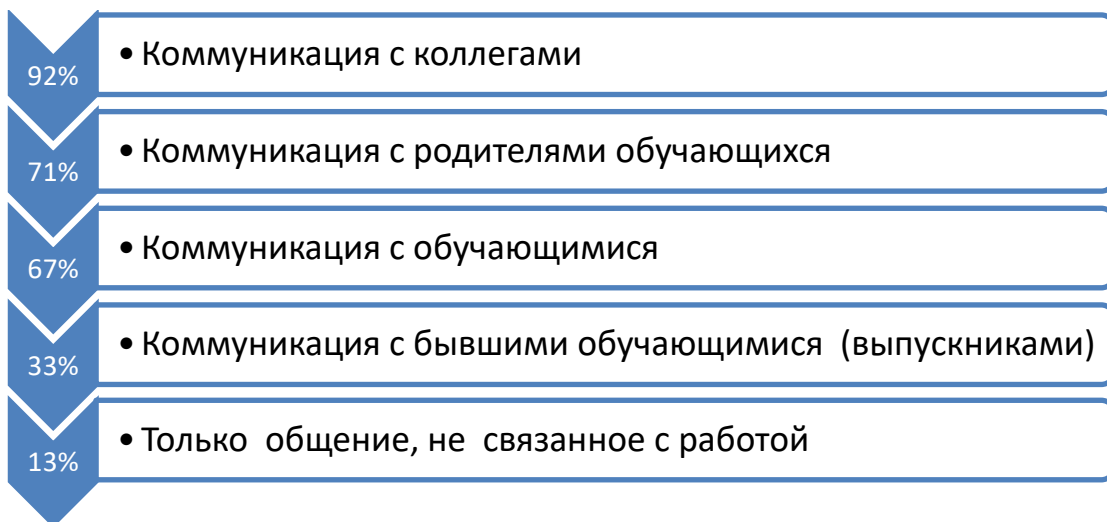 92%
• Коммуникация с коллегами
71%
• Коммуникация с родителями обучающихся
67%
• Коммуникация с обучающимися
33%
• Коммуникация с бывшими обучающимися (выпускниками)
13%
• Только общение, не связанное с работой